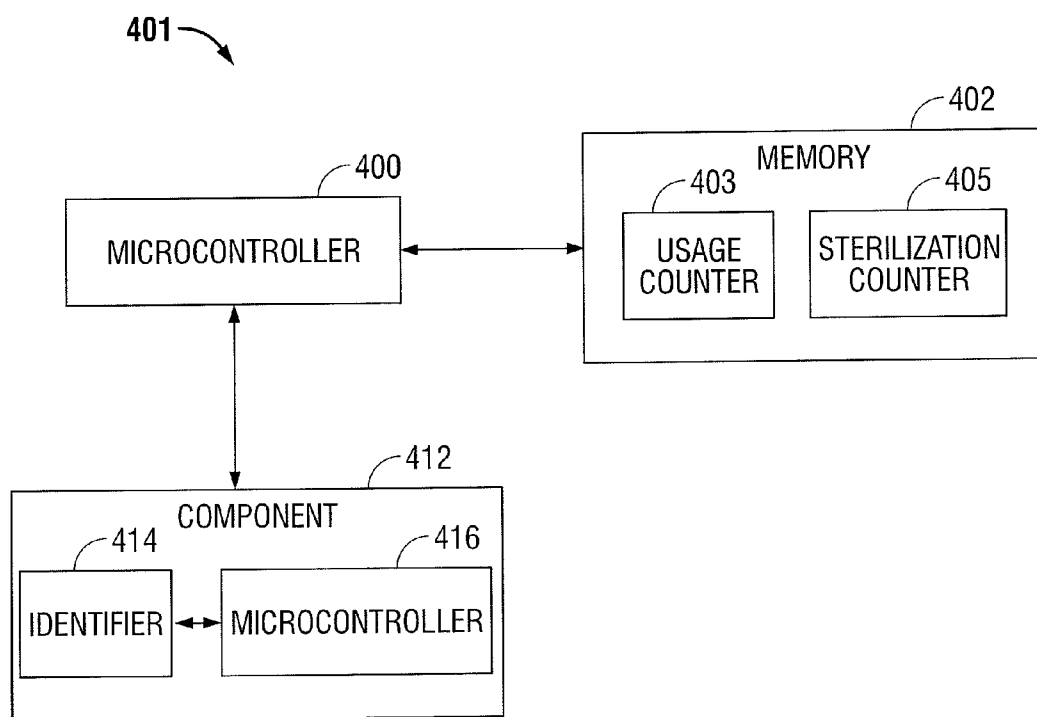 401
402
MEMORY
400
403
405
MICROCONTROLLER
USAGE
COUNTER
STERILIZATION
COUNTER
412
COMPONENT
414
416
IDENTIFIER
MICROCONTROLLER